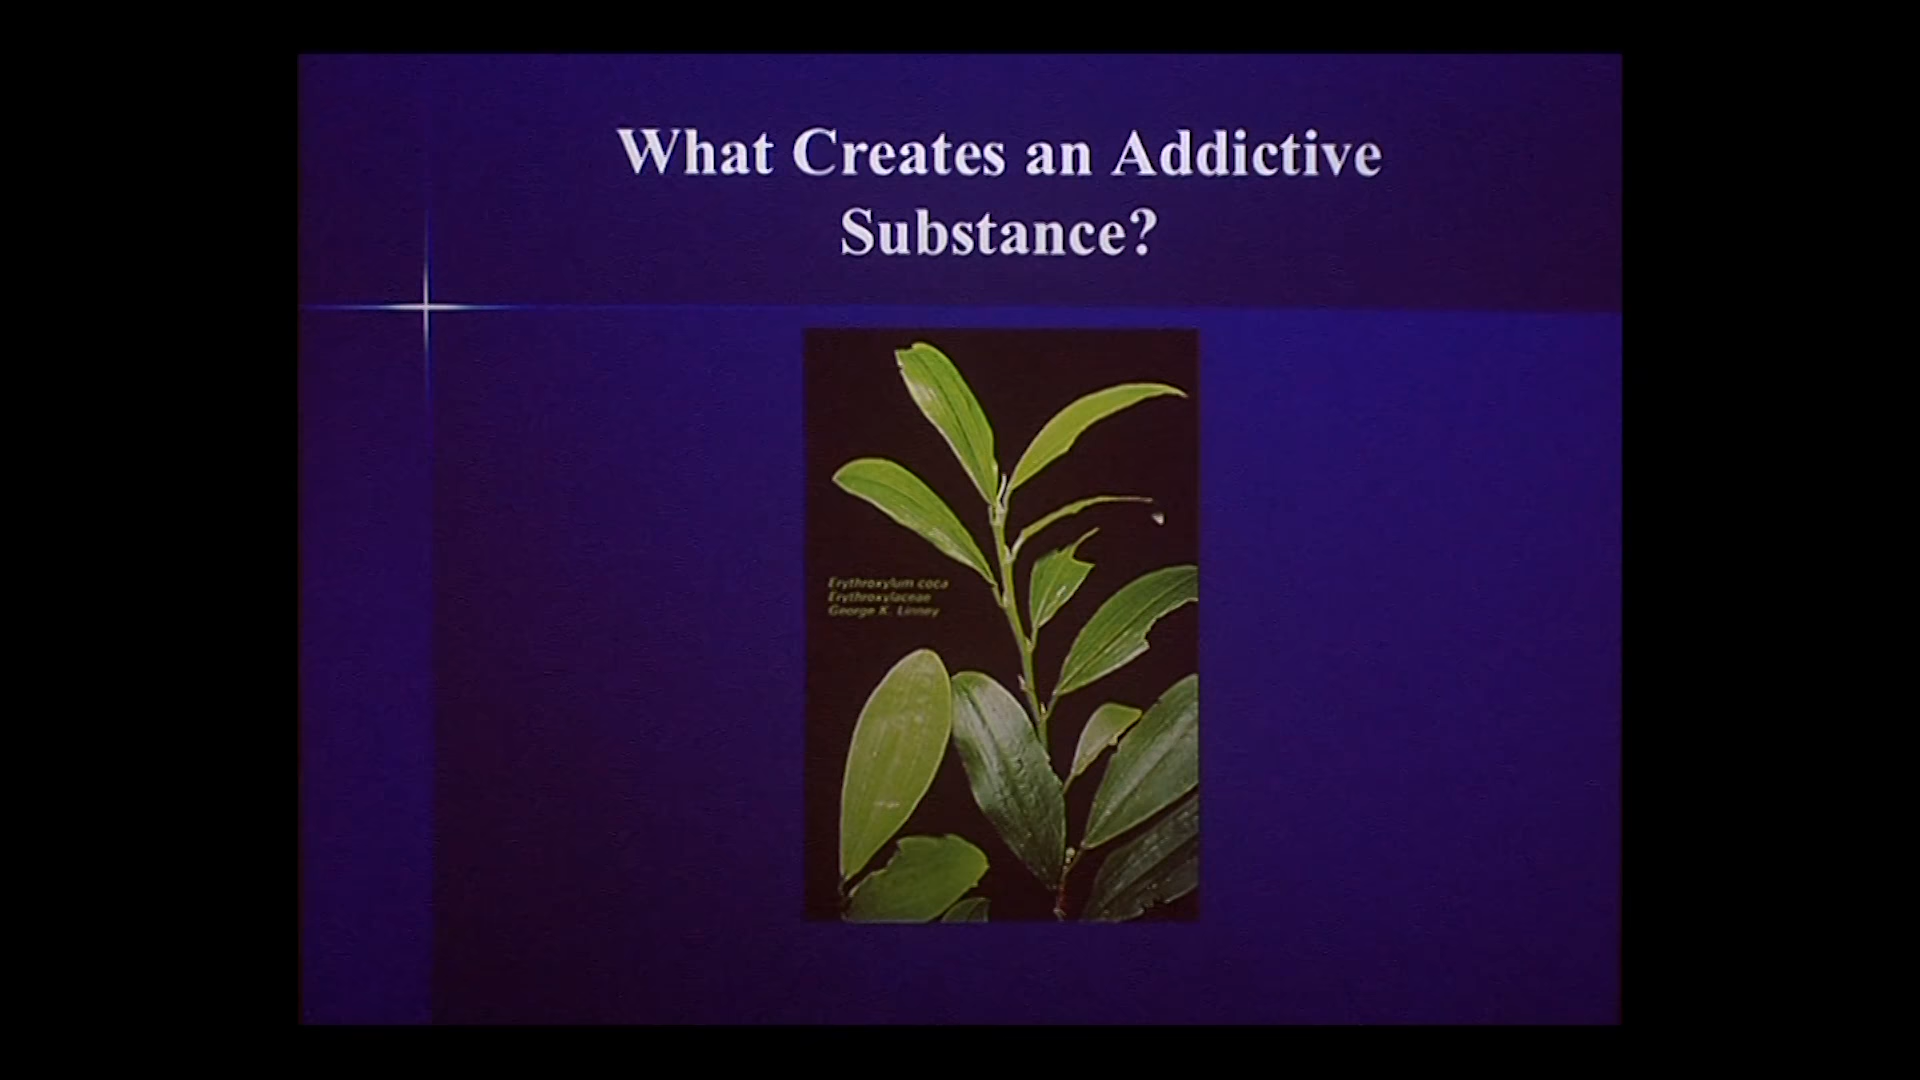 What Creates an Addictive
Substance?
Erythroxylum coca
Erythroxylaceae
George K. Linney